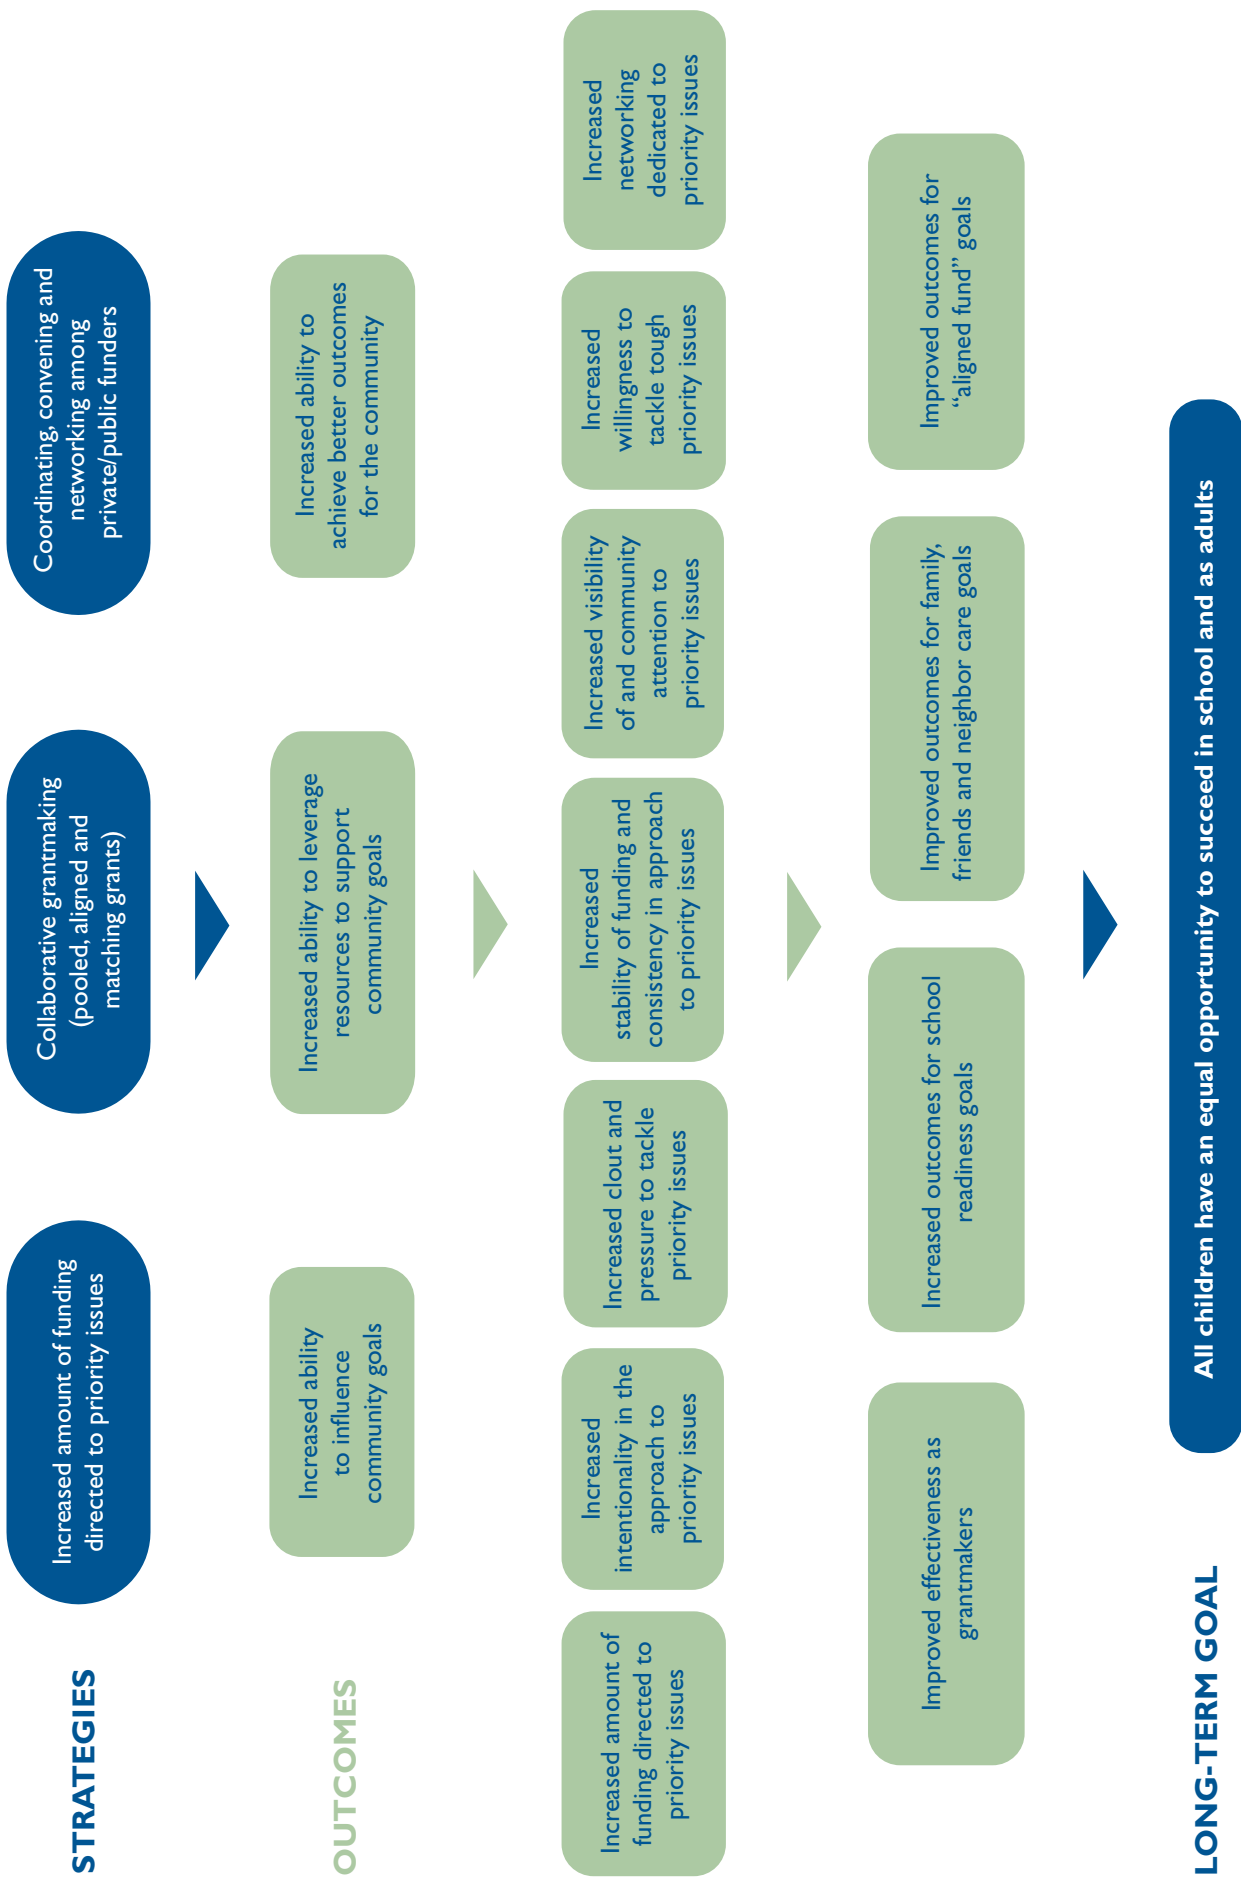 STRATEGIES
Increased amount of funding
directed to priority issues
Collaborative grantmaking
(pooled, aligned and
matching grants)
Coordinating, convening and
networking among
private/public funders
OUTCOMES
Increased ability
to influence
community goals
Increased ability to leverage
resources to support
community goals
Increased ability to
achieve better outcomes
for the community
Increased amount of
funding directed to
priority issues
Increased
intentionality in the
approach to
priority issues
Increased clout and
pressure to tackle
priority issues
Increased
stability of funding and
consistency in approach
to priority issues
Increased visibility
of and community
attention to
priority issues
Increased
willingness to
tackle tough
priority issues
Increased
networking
dedicated to
priority issues
Improved effectiveness as
grantmakers
Increased outcomes for school
readiness goals
Improved outcomes for family,
friends and neighbor care goals
Improved outcomes for
“aligned fund” goals
LONG-TERM GOAL
All children have an equal opportunity to succeed in school and as adults